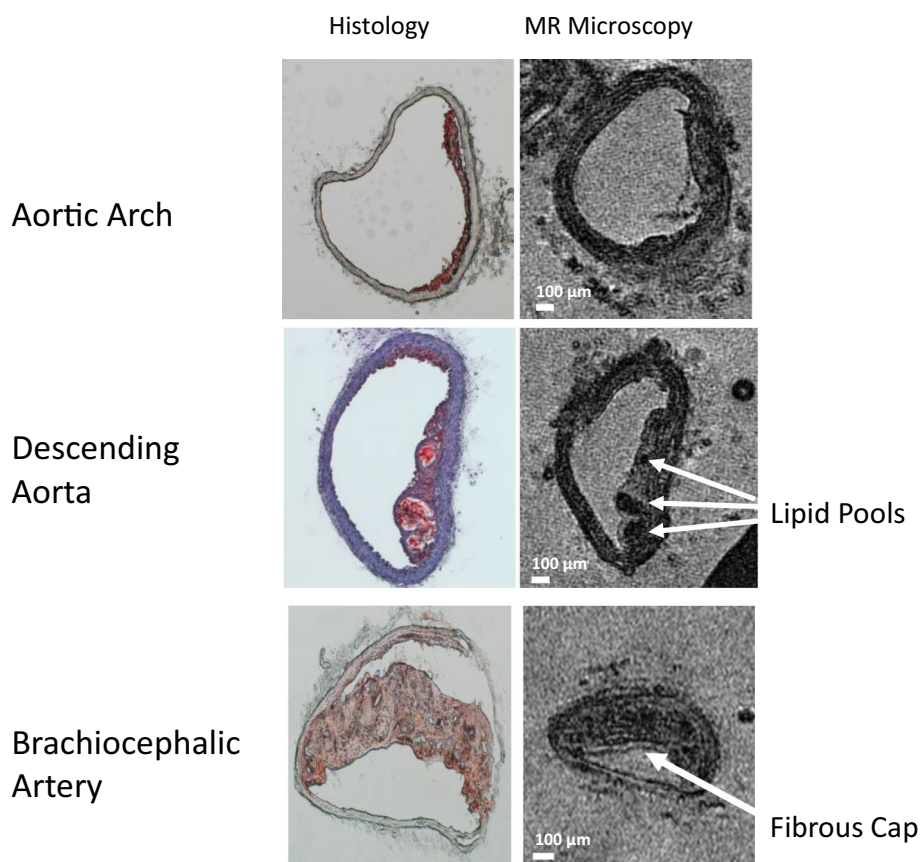 Histology
MR Microscopy
Aortic Arch
100 µm
Descending
Aorta
Lipid Pools
100 µm
Brachiocephalic
Artery
Fibrous Cap
100 µm